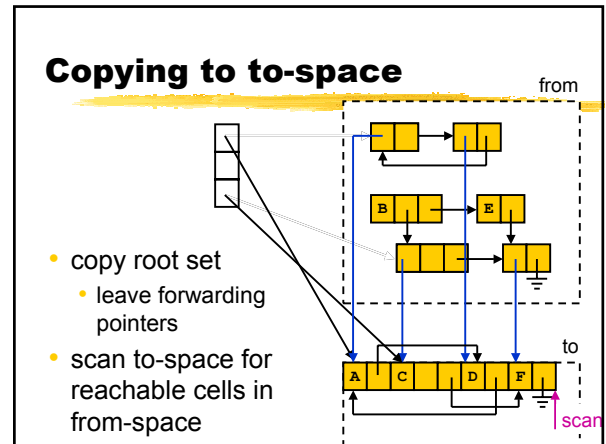 Copying to to-space
from
B
E
• copy root set
• leave forwarding
pointers
• scan to-space for
reachable cells in
from-space
to
A C D F
scan